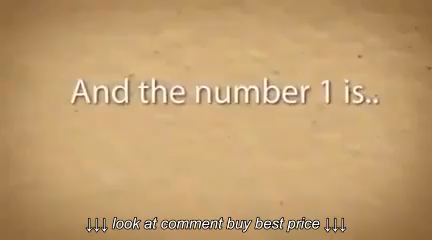 And the number 1 is..
↓↓↓ look at comment buy best price ↓↓↓